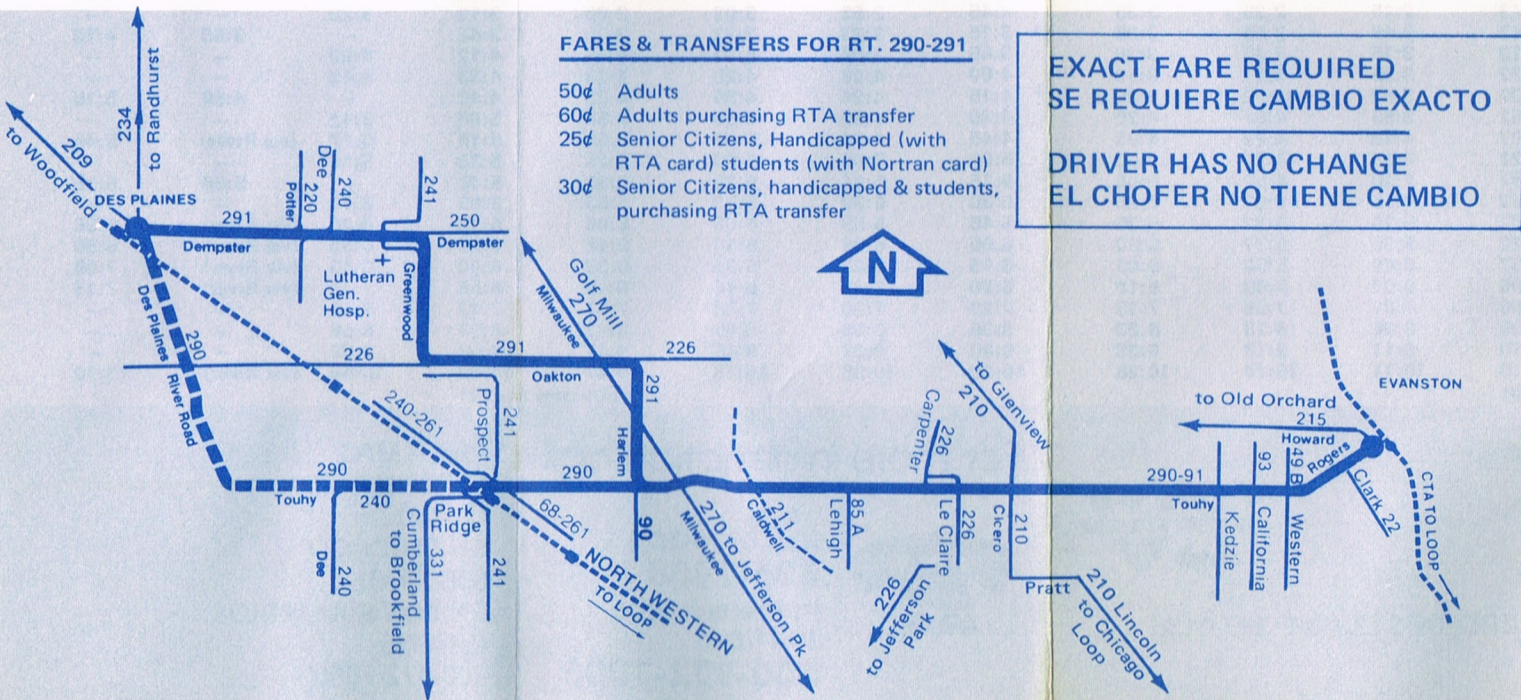 FARES & TRANSFERS FOR RT. 290-291
50¢ Adults
60¢ Adults purchasing RTA transfer
25¢ Senior Citizens, Handicapped (with
RTA card) students (with Nortran card)
30¢ Senior Citizens, handicapped & students,
purchasing RTA transfer
EXACT FARE REQUIRED
SE REQUIERE CAMBIO EXACTO
DRIVER HAS NO CHANGE
EL CHOFER NO TIENE CAMBIO
N
234
to Randhurst
209
to Woodfield
DES PLAINES
291
Dempster
Potter
220
Dee
240
241
250
Dempster
Lutheran
Gen.
Hosp.
Greenwood
Golf Mill
Milwaukee
270
290
Des Plaines River Road
226
291
Oakton
226
240-261
Prospect
241
291
Harlem
to Glenview
210
Carpenter
226
to Old Orchard
215
Howard
Rogers
EVANSTON
290
Touhy
240
Dee
240
Park
Ridge
290
68-261
90
Cumberland
to Brookfield
331
241
NORTH WESTERN
TO LOOP
Milwaukee
270 to Jefferson Pk
211
Caldwell
85 A
Lehigh
Le Claire
226
226
to Jefferson
Park
Cicero
210
Pratt
210 Lincoln
to Chicago
Loop
290-91
Touhy
Kedzie
93
California
49 B
Western
Clark 22
CTA TO LOOP